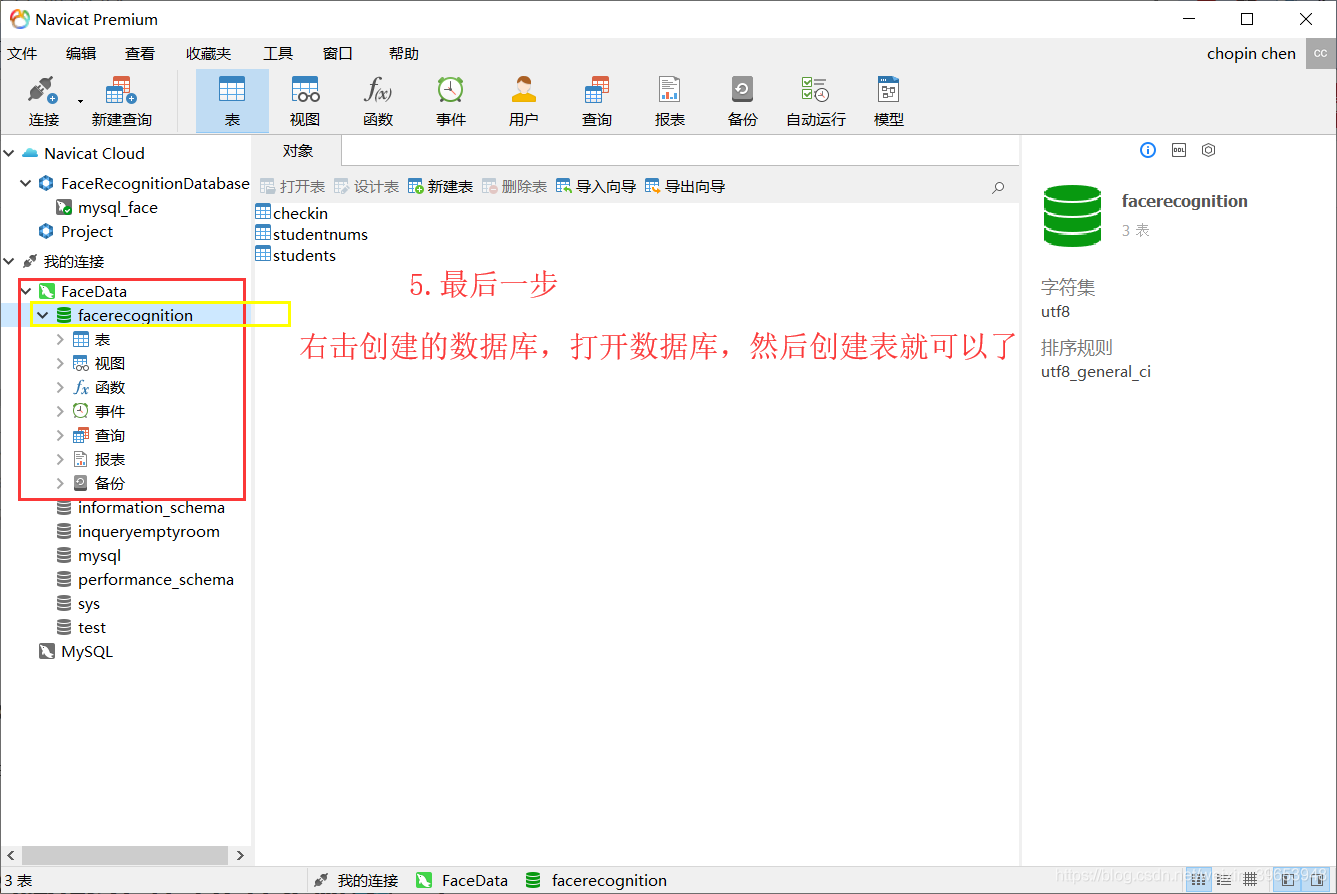 Navicat Premium
文件 编辑 查看 收藏夹 工具 窗口 帮助 chopin chen CC
连接 新建查询 表 视图 函数 事件 用户 查询 报表 备份 自动运行 模型
Navicat Cloud
FaceRecognitionDatabase
mysql_face
Project
我的连接
FaceData
facerecognition
表
视图
函数
事件
查询
报表
备份
information_schema
inqueryemptyroom
mysql
performance_schema
sys
test
MySQL
对象
打开表 设计表 新建表 删除表 导入向导 导出向导
checkin
studentnums
students
5.最后一步
右击创建的数据库，打开数据库，然后创建表就可以了
DDL
facerecognition
3 表
字符集
utf8
排序规则
utf8_general_ci
3 表 我的连接 FaceData facerecognition